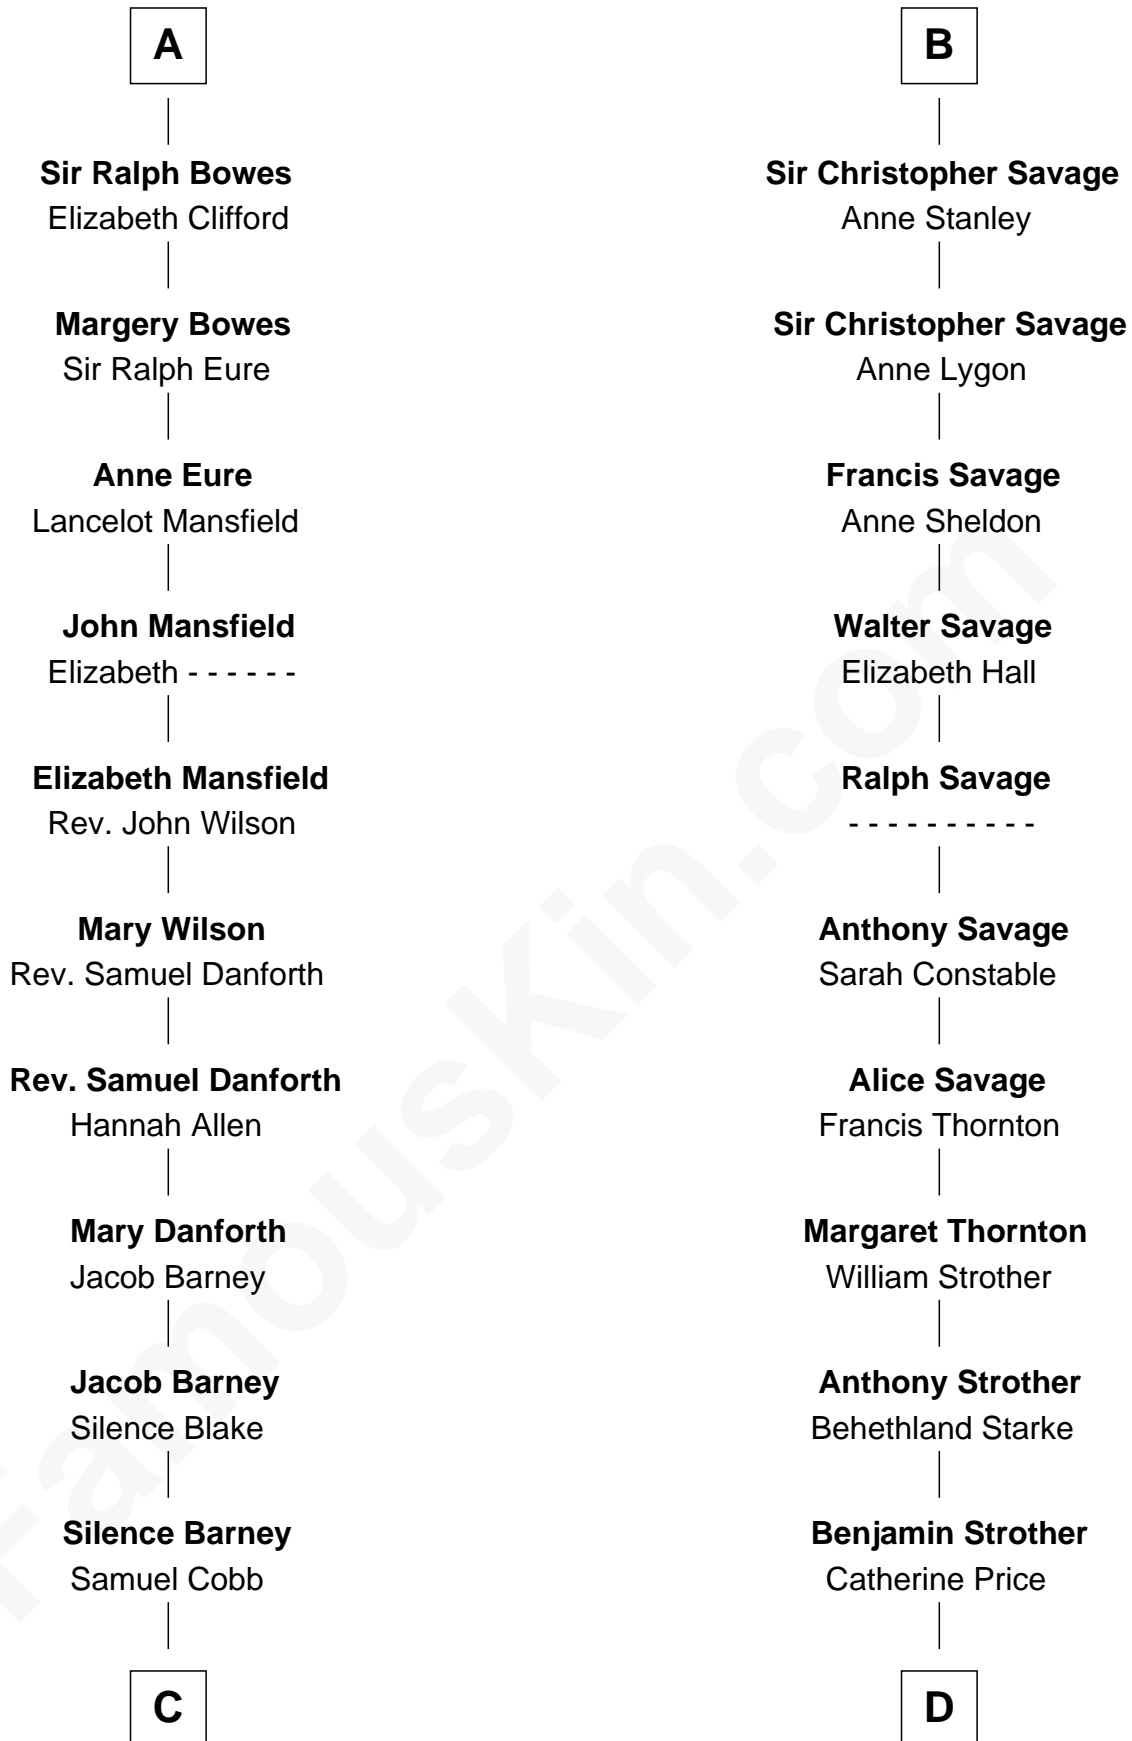 A
Sir Ralph Bowes
Elizabeth Clifford
Margery Bowes
Sir Ralph Eure
Anne Eure
Lancelot Mansfield
John Mansfield
Elizabeth - - - - - -
Elizabeth Mansfield
Rev. John Wilson
Mary Wilson
Rev. Samuel Danforth
Rev. Samuel Danforth
Hannah Allen
Mary Danforth
Jacob Barney
Jacob Barney
Silence Blake
Silence Barney
Samuel Cobb
C
B
Sir Christopher Savage
Anne Stanley
Sir Christopher Savage
Anne Lygon
Francis Savage
Anne Sheldon
Walter Savage
Elizabeth Hall
Ralph Savage
- - - - - - - - - -
Anthony Savage
Sarah Constable
Alice Savage
Francis Thornton
Margaret Thornton
William Strother
Anthony Strother
Behethland Starke
Benjamin Strother
Catherine Price
D
FamousKin.com